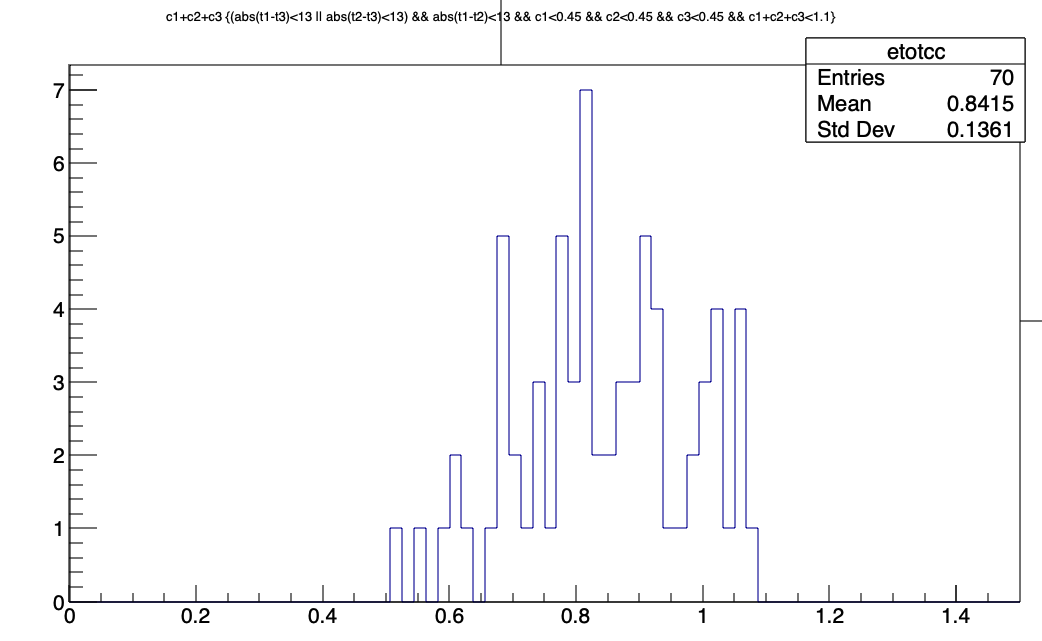 c1+c2+c3 {(abs(t1-t3)<13 || abs(t2-t3)<13) && abs(t1-t2)<13 && c1<0.45 && c2<0.45 && c3<0.45 && c1+c2+c3<1.1}
etotcc
Entries 70
Mean 0.8415
Std Dev 0.1361
7
6
5
4
3
2
1
0
0 0.2 0.4 0.6 0.8 1 1.2 1.4